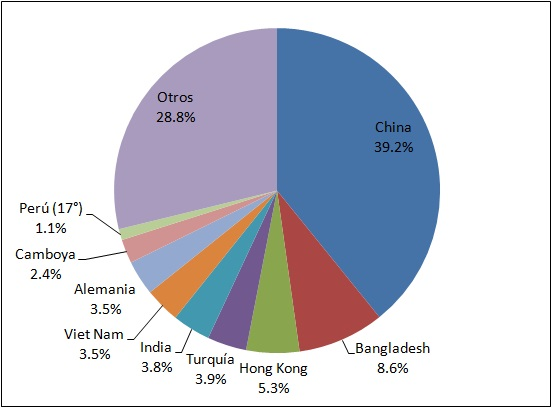 China
39.2%
Bangladesh
8.6%
Hong Kong
5.3%
Turquía
3.9%
India
3.8%
Viet Nam
3.5%
Alemania
3.5%
Camboya
2.4%
Perú (17°)
1.1%
Otros
28.8%